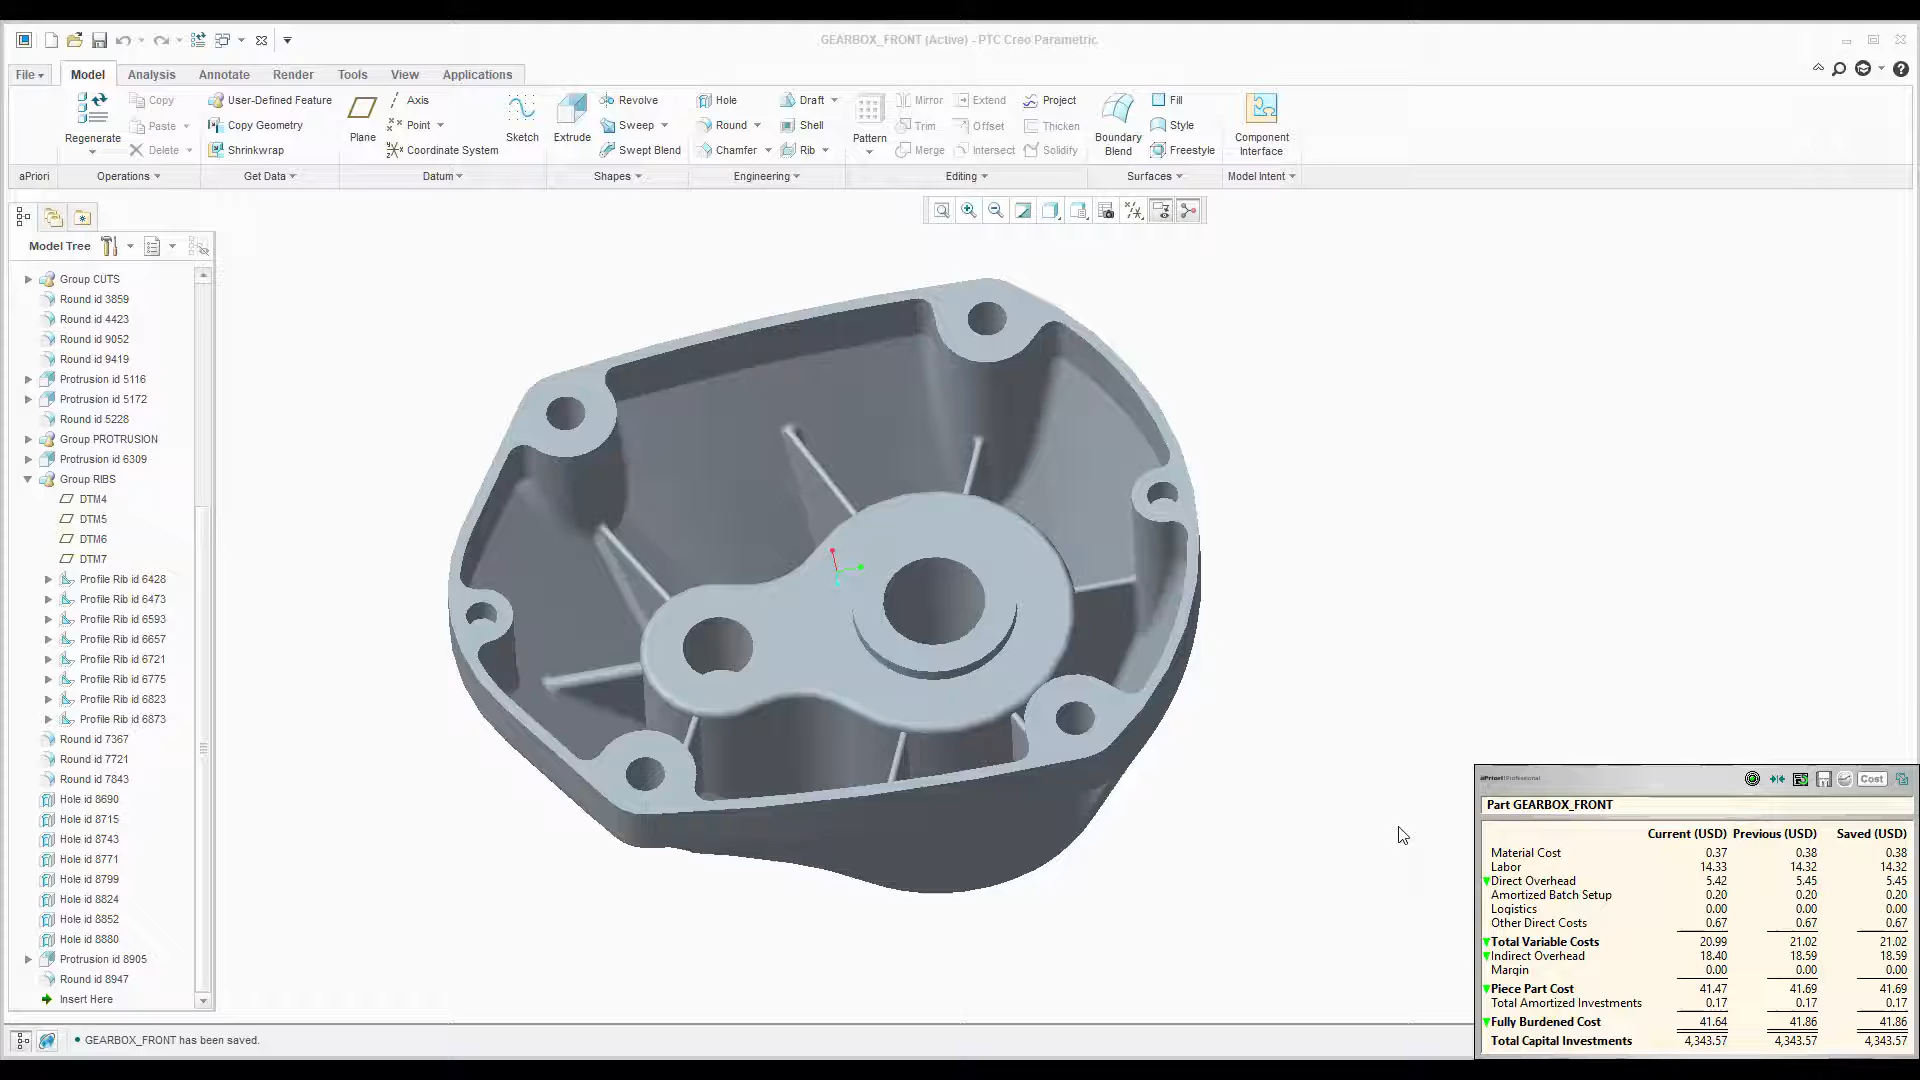 GEARBOX_FRONT (Active) - PTC Creo Parametric
File Model Analysis Annotate Render Tools View Applications
Regenerate
Copy
Paste
Delete
User-Defined Feature
Copy Geometry
Shrinkwrap
Plane
Axis
Point
Coordinate System
Sketch
Extrude
Revolve
Sweep
Swept Blend
Hole
Round
Chamfer
Draft
Shell
Rib
Pattern
Mirror
Trim
Merge
Extend
Offset
Intersect
Project
Thicken
Solidify
Boundary
Blend
Fill
Style
Freestyle
Component
Interface
aPriori Operations Get Data Datum Shapes Engineering Editing Surfaces Model Intent
Model Tree
Group CUTS
Round id 3859
Round id 4423
Round id 9052
Round id 9419
Protrusion id 5116
Protrusion id 5172
Round id 5228
Group PROTRUSION
Protrusion id 6309
Group RIBS
DTM4
DTM5
DTM6
DTM7
Profile Rib id 6428
Profile Rib id 6473
Profile Rib id 6593
Profile Rib id 6657
Profile Rib id 6721
Profile Rib id 6775
Profile Rib id 6823
Profile Rib id 6873
Round id 7367
Round id 7721
Round id 7843
Hole id 8690
Hole id 8715
Hole id 8743
Hole id 8771
Hole id 8799
Hole id 8824
Hole id 8852
Hole id 8880
Protrusion id 8905
Round id 8947
Insert Here
GEARBOX_FRONT has been saved.
aPriori Professional
Cost
Part GEARBOX_FRONT
Current (USD) Previous (USD) Saved (USD)
Material Cost 0.37 0.38 0.38
Labor 14.33 14.32 14.32
Direct Overhead 5.42 5.45 5.45
Amortized Batch Setup 0.20 0.20 0.20
Logistics 0.00 0.00 0.00
Other Direct Costs 0.67 0.67 0.67
Total Variable Costs 20.99 21.02 21.02
Indirect Overhead 18.40 18.59 18.59
Margin 0.00 0.00 0.00
Piece Part Cost 41.47 41.69 41.69
Total Amortized Investments 0.17 0.17 0.17
Fully Burdened Cost 41.64 41.86 41.86
Total Capital Investments 4,343.57 4,343.57 4,343.57